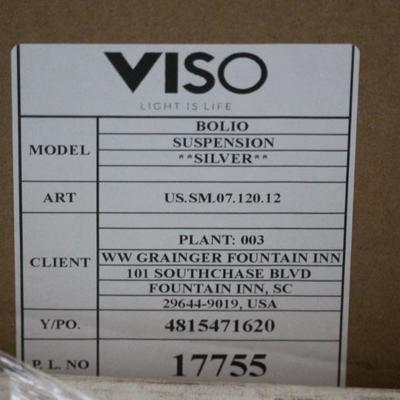 VISO
LIGHT IS LIFE
MODEL
BOLIO
SUSPENSION
**SILVER**
ART
US.SM.07.120.12
CLIENT
PLANT: 003
WW GRAINGER FOUNTAIN INN
101 SOUTHCHASE BLVD
FOUNTAIN INN, SC
29644-9019, USA
Y/PO.
4815471620
P. L. NO
17755